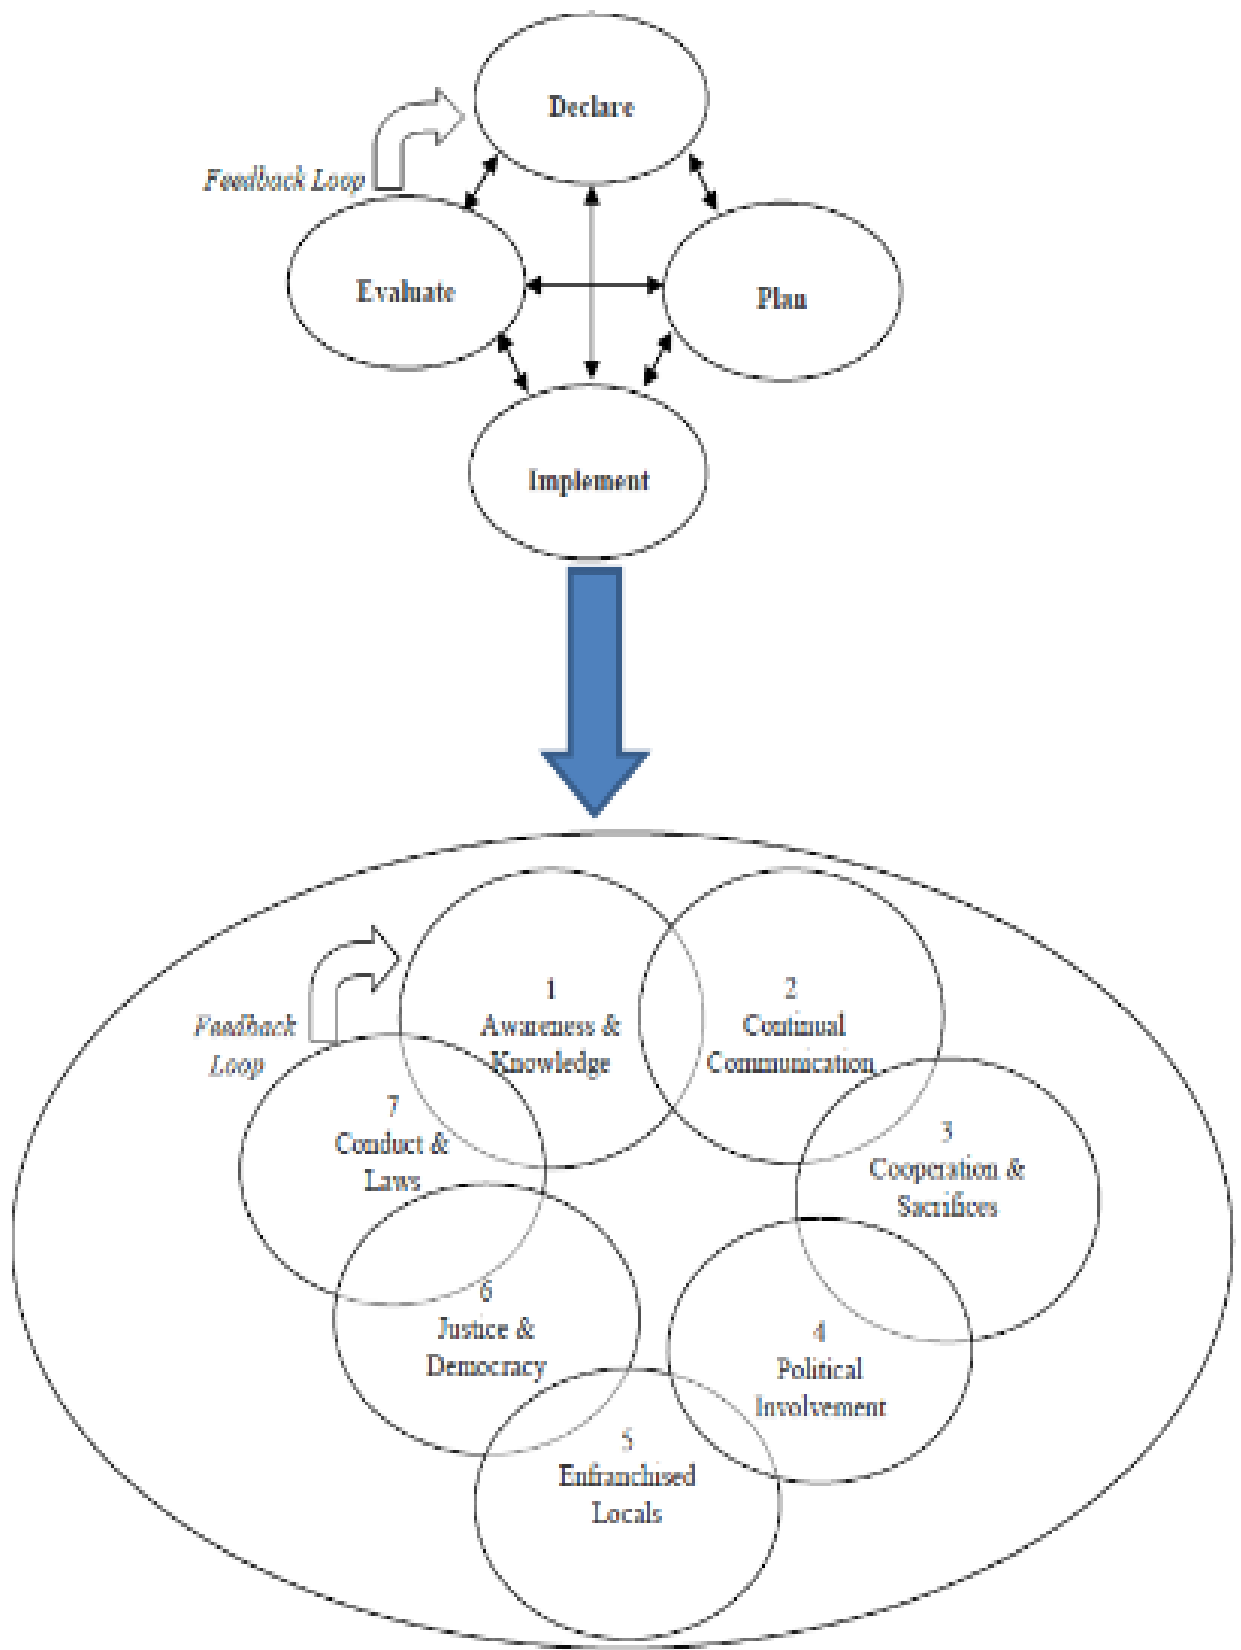 Declare
Feedback Loop
Evaluate
Plan
Implement
1
Awareness &
Knowledge
2
Continual
Communication
Feedback
Loop
3
Cooperation &
Sacrifices
7
Conduct &
Laws
6
Justice &
Democracy
4
Political
Involvement
5
Enfranchised
Locals